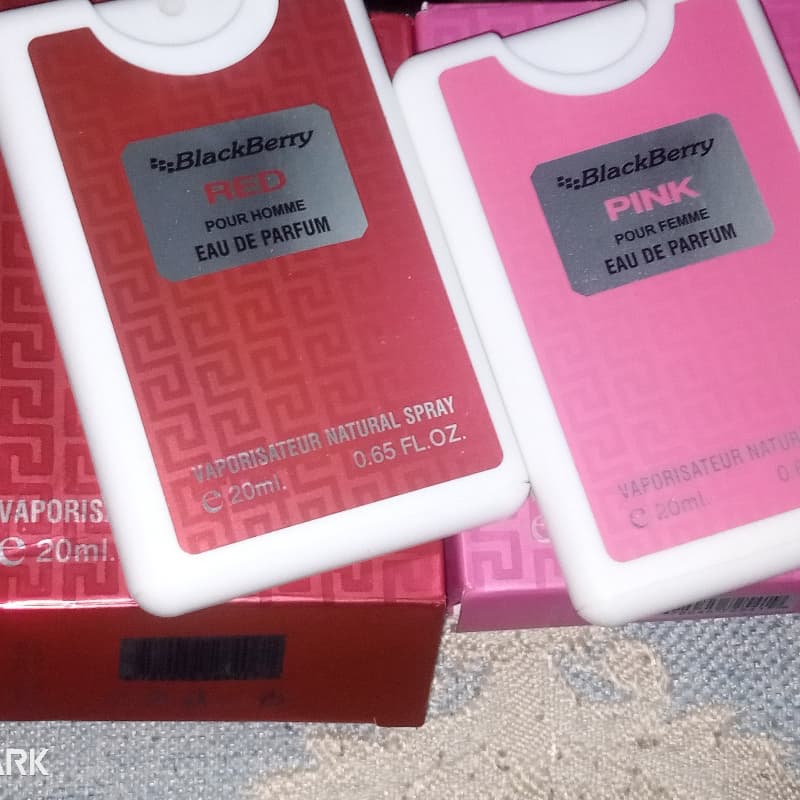 BlackBerry
RED
POUR HOMME
EAU DE PARFUM
VAPORISATEUR NATURAL SPRAY
℮ 20ml. 0.65 FL.OZ.
BlackBerry
PINK
POUR FEMME
EAU DE PARFUM
VAPORISATEUR NATURAL
℮ 20ml.
VAPORIS
℮ 20ml.
ARK